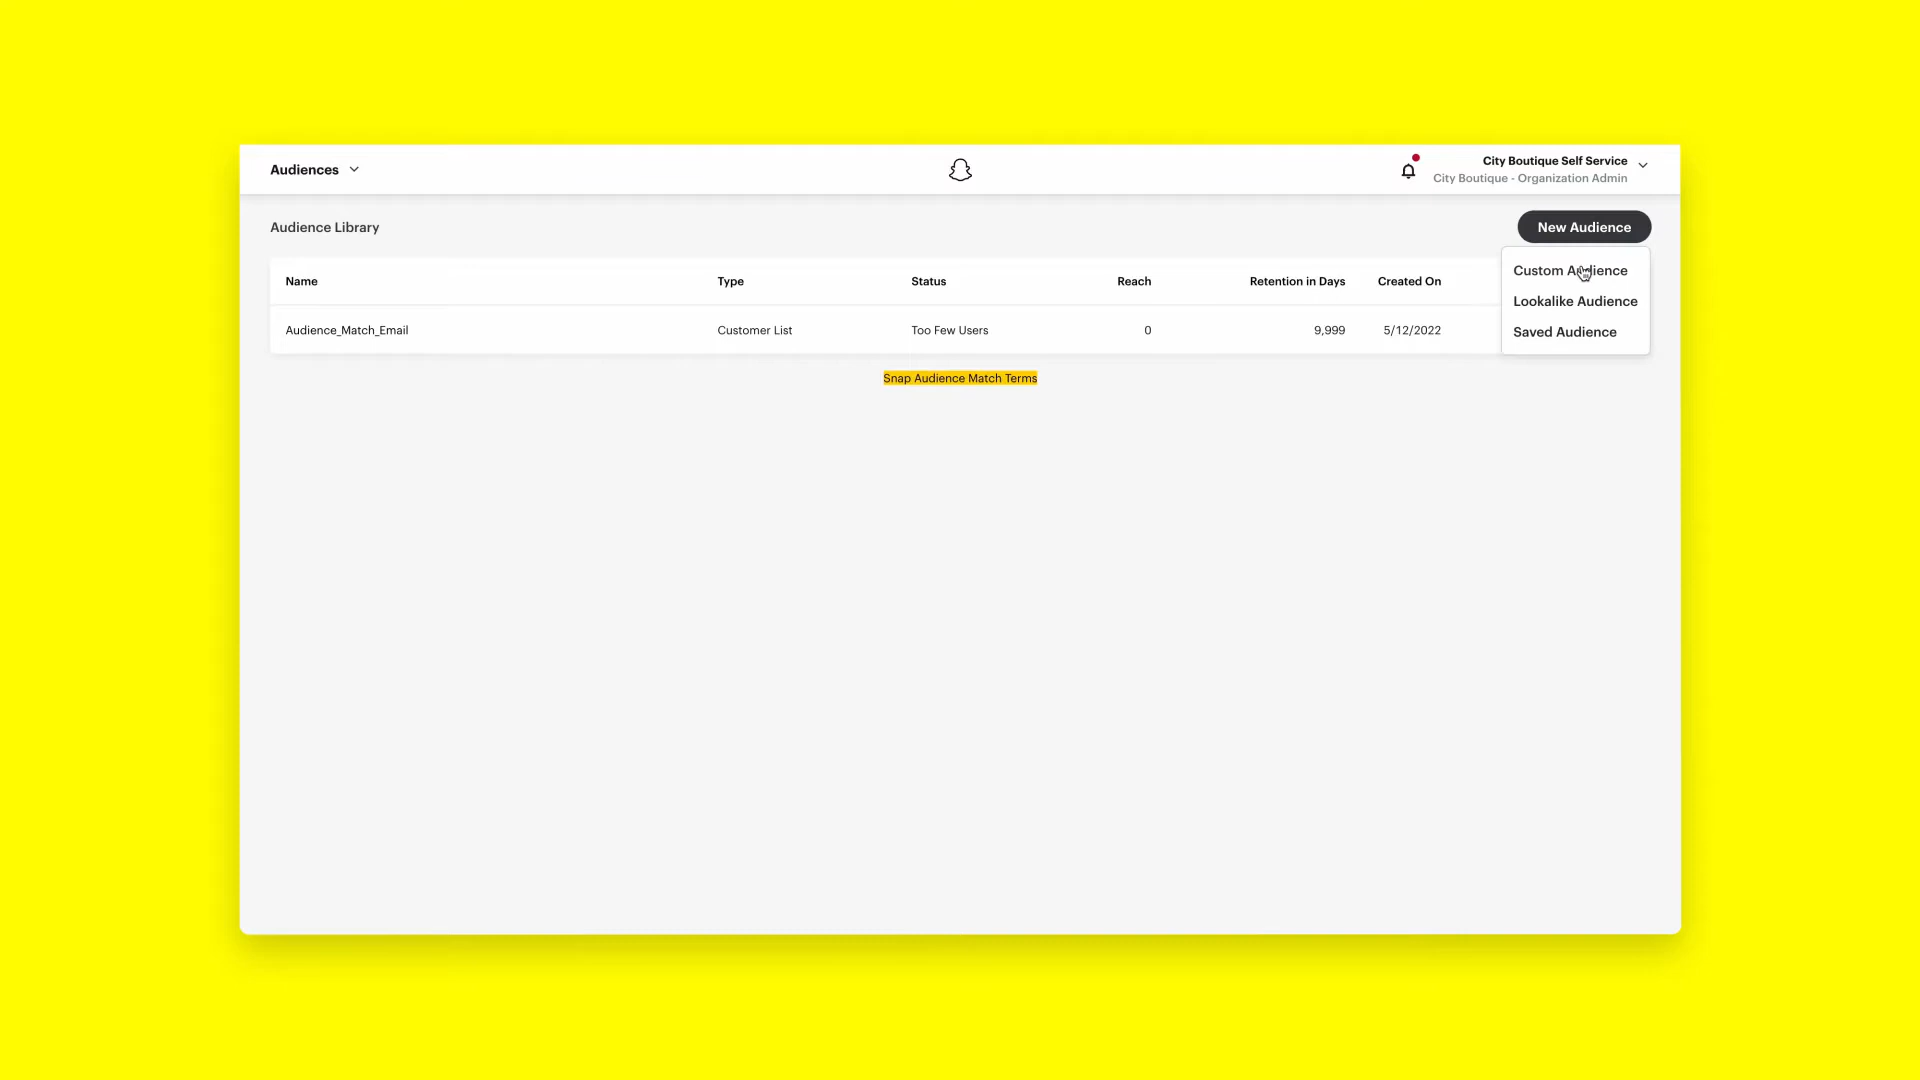 Audiences
City Boutique Self Service
City Boutique - Organization Admin
Audience Library
New Audience
Name Type Status Reach Retention in Days Created On
Custom Audience
Lookalike Audience
Saved Audience
Audience_Match_Email Customer List Too Few Users 0 9,999 5/12/2022
Snap Audience Match Terms